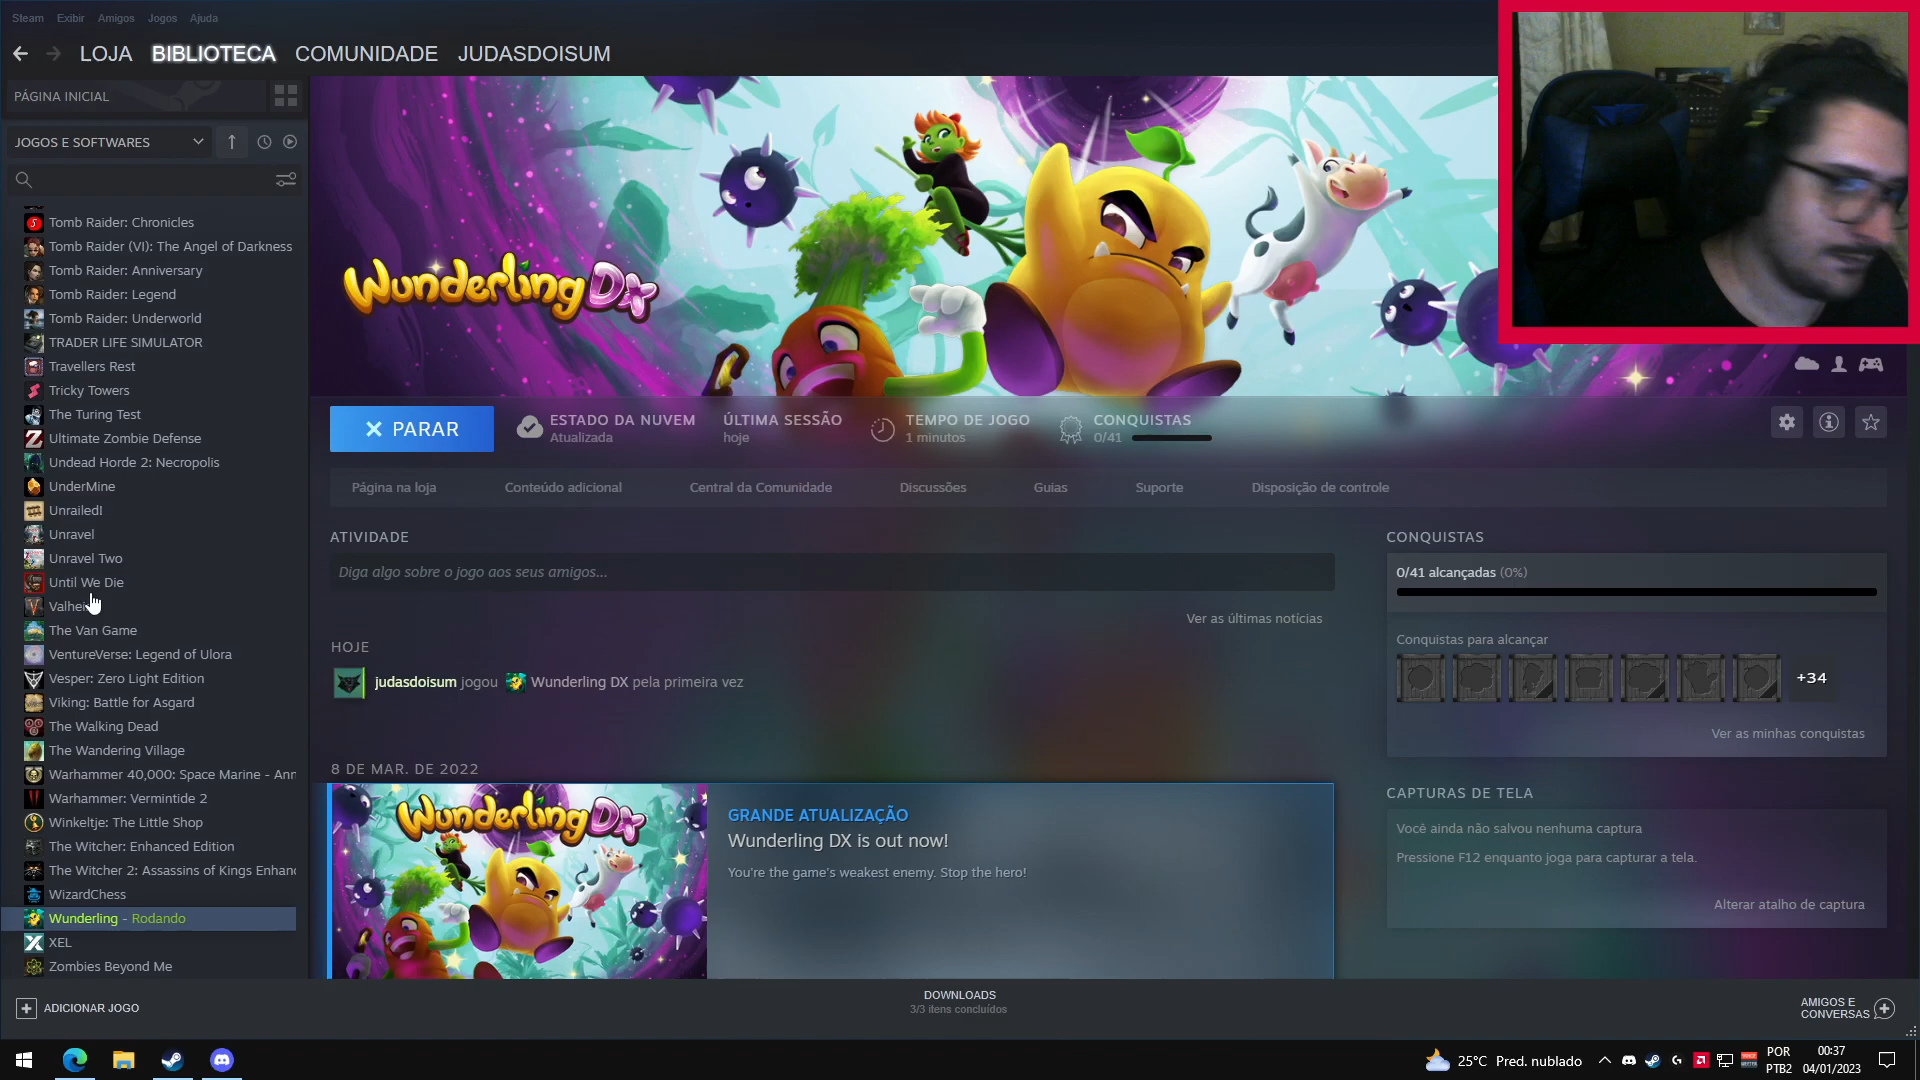 Steam Exibir Amigos Jogos Ajuda
LOJA BIBLIOTECA COMUNIDADE JUDASDOISUM
PÁGINA INICIAL
JOGOS E SOFTWARES
Tomb Raider: Chronicles
Tomb Raider (VI): The Angel of Darkness
Tomb Raider: Anniversary
Tomb Raider: Legend
Tomb Raider: Underworld
TRADER LIFE SIMULATOR
Travellers Rest
Tricky Towers
The Turing Test
Ultimate Zombie Defense
Undead Horde 2: Necropolis
UnderMine
Unrailed!
Unravel
Unravel Two
Until We Die
The Van Game
VentureVerse: Legend of Ulora
Vesper: Zero Light Edition
Viking: Battle for Asgard
The Walking Dead
The Wandering Village
Warhammer 40,000: Space Marine - Ann
Warhammer: Vermintide 2
Winkeltje: The Little Shop
The Witcher: Enhanced Edition
The Witcher 2: Assassins of Kings Enhan
WizardChess
Wunderling - Rodando
XEL
Zombies Beyond Me
Wunderling DX
PARAR
ESTADO DA NUVEM
Atualizada
ÚLTIMA SESSÃO
hoje
TEMPO DE JOGO
1 minutos
CONQUISTAS
0/41
Página na loja Conteúdo adicional Central da Comunidade Discussões Guias Suporte Disposição de controle
ATIVIDADE
Diga algo sobre o jogo aos seus amigos...
Ver as últimas notícias
HOJE
judasdoisum jogou Wunderling DX pela primeira vez
8 DE MAR. DE 2022
Wunderling DX
GRANDE ATUALIZAÇÃO
Wunderling DX is out now!
You're the game's weakest enemy. Stop the hero!
CONQUISTAS
0/41 alcançadas (0%)
Conquistas para alcançar
+34
Ver as minhas conquistas
CAPTURAS DE TELA
Você ainda não salvou nenhuma captura
Pressione F12 enquanto joga para capturar a tela.
Alterar atalho de captura
ADICIONAR JOGO
DOWNLOADS
3/3 itens concluídos
AMIGOS E
CONVERSAS
25°C Pred. nublado
POR
PTB2
00:37
04/01/2023